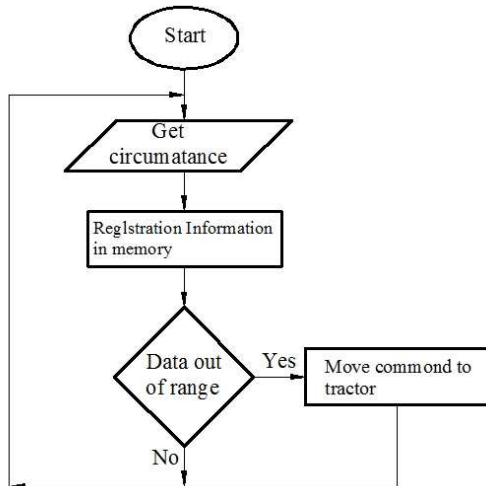 Start
Get
circumatance
Reglstration Information
in memory
Data out
of range
Yes
Move commond to
tractor
No